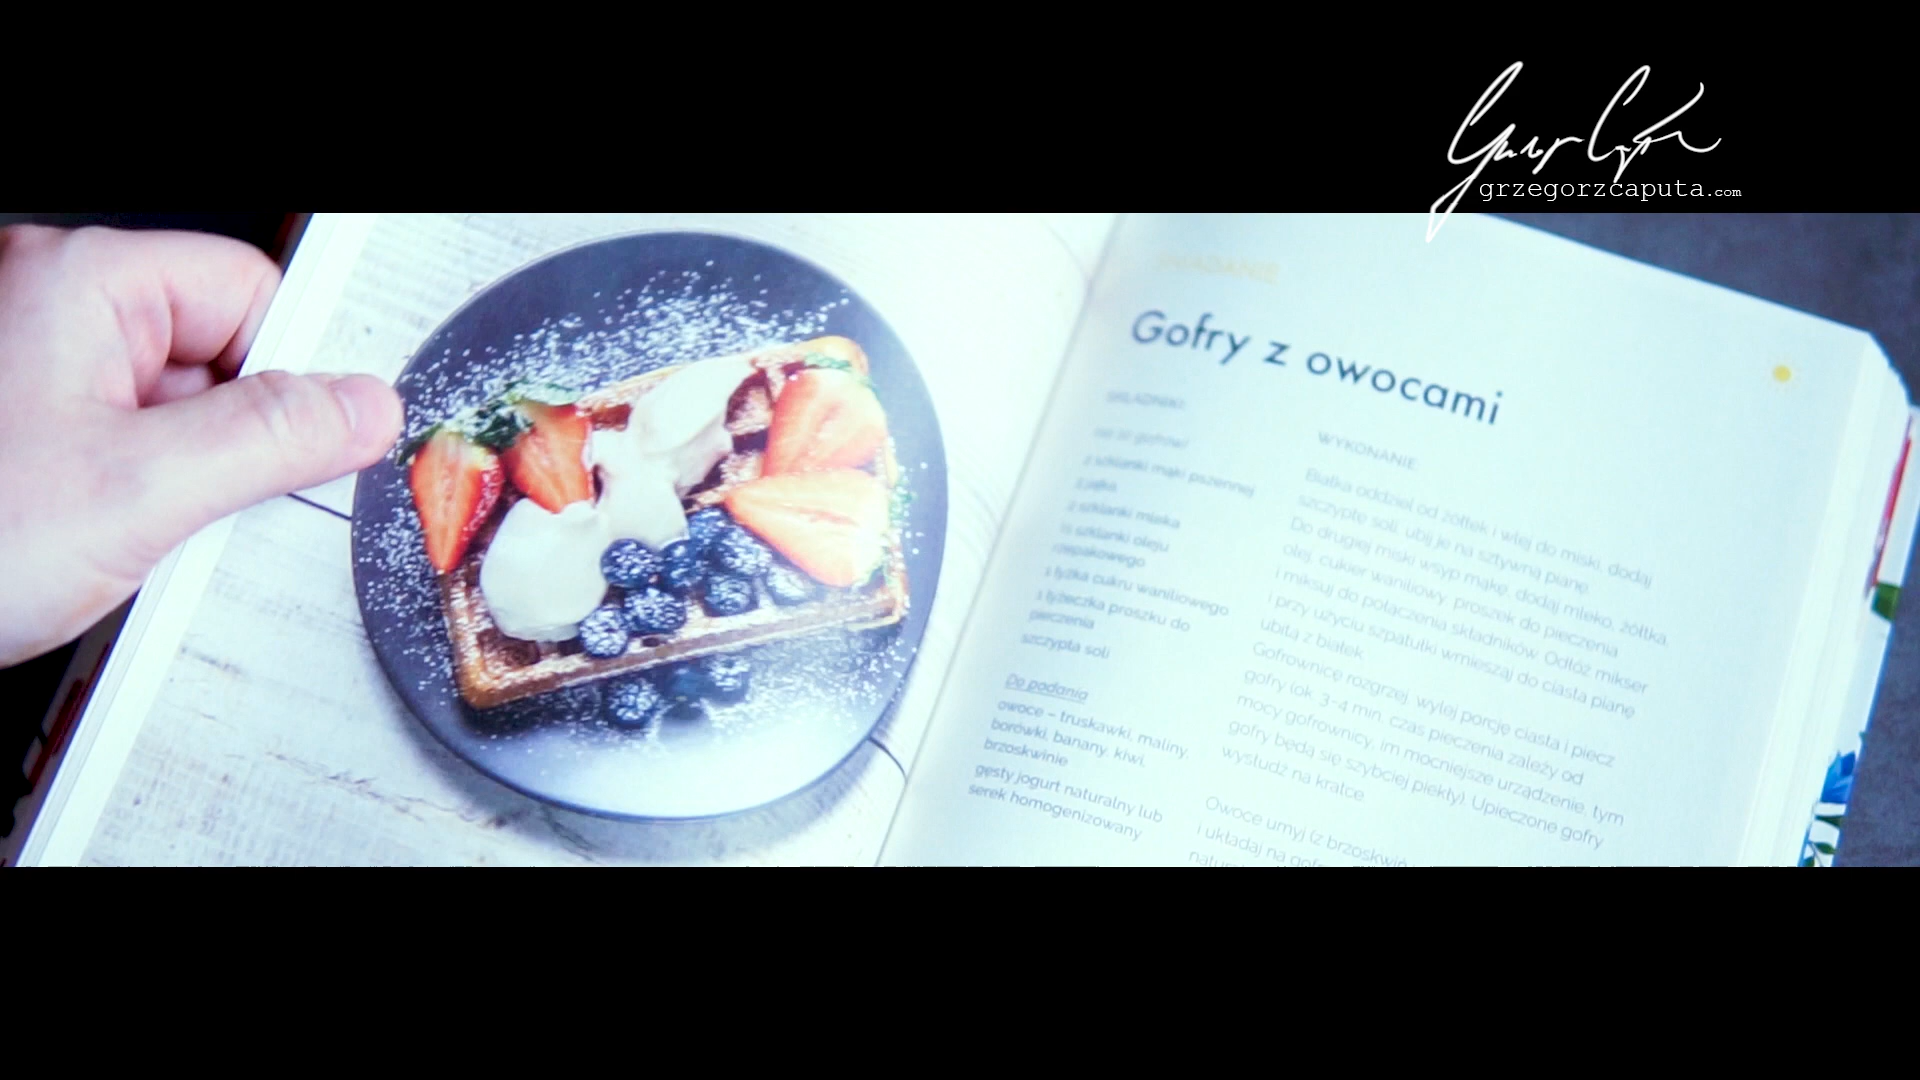 grzegorzcaputa.com
ŚNIADANIE
Gofry z owocami
SKŁADNIKI:
(10 gofrów)
2 szklanki mąki pszennej
2 jajka
2 szklanki mleka
szklanki oleju
rzepakowego
1 łyżka cukru waniliowego
1 łyżeczka proszku do
pieczenia
szczypta soli
Do podania
owoce – truskawki, maliny,
borówki, banany, kiwi,
brzoskwinie
gęsty jogurt naturalny lub
serek homogenizowany
WYKONANIE
Białka oddziel od żółtek i wlej do miski, dodaj
szczyptę soli, ubij je na sztywną pianę.
Do drugiej miski wsyp mąkę, dodaj mleko, żółtka,
olej, cukier waniliowy, proszek do pieczenia
i miksuj do połączenia składników. Odłóż mikser
i przy użyciu szpatułki wmieszaj do ciasta pianę
ubitą z białek.
Gofrownicę rozgrzej, wylej porcję ciasta i piecz
gofry (ok. 3-4 min, czas pieczenia zależy od
mocy gofrownicy, im mocniejsze urządzenie, tym
gofry będą się szybciej piekły). Upieczone gofry
wystudź na kratce.
Owoce umyj (z brzoskwiń
i układaj na gofr
natur